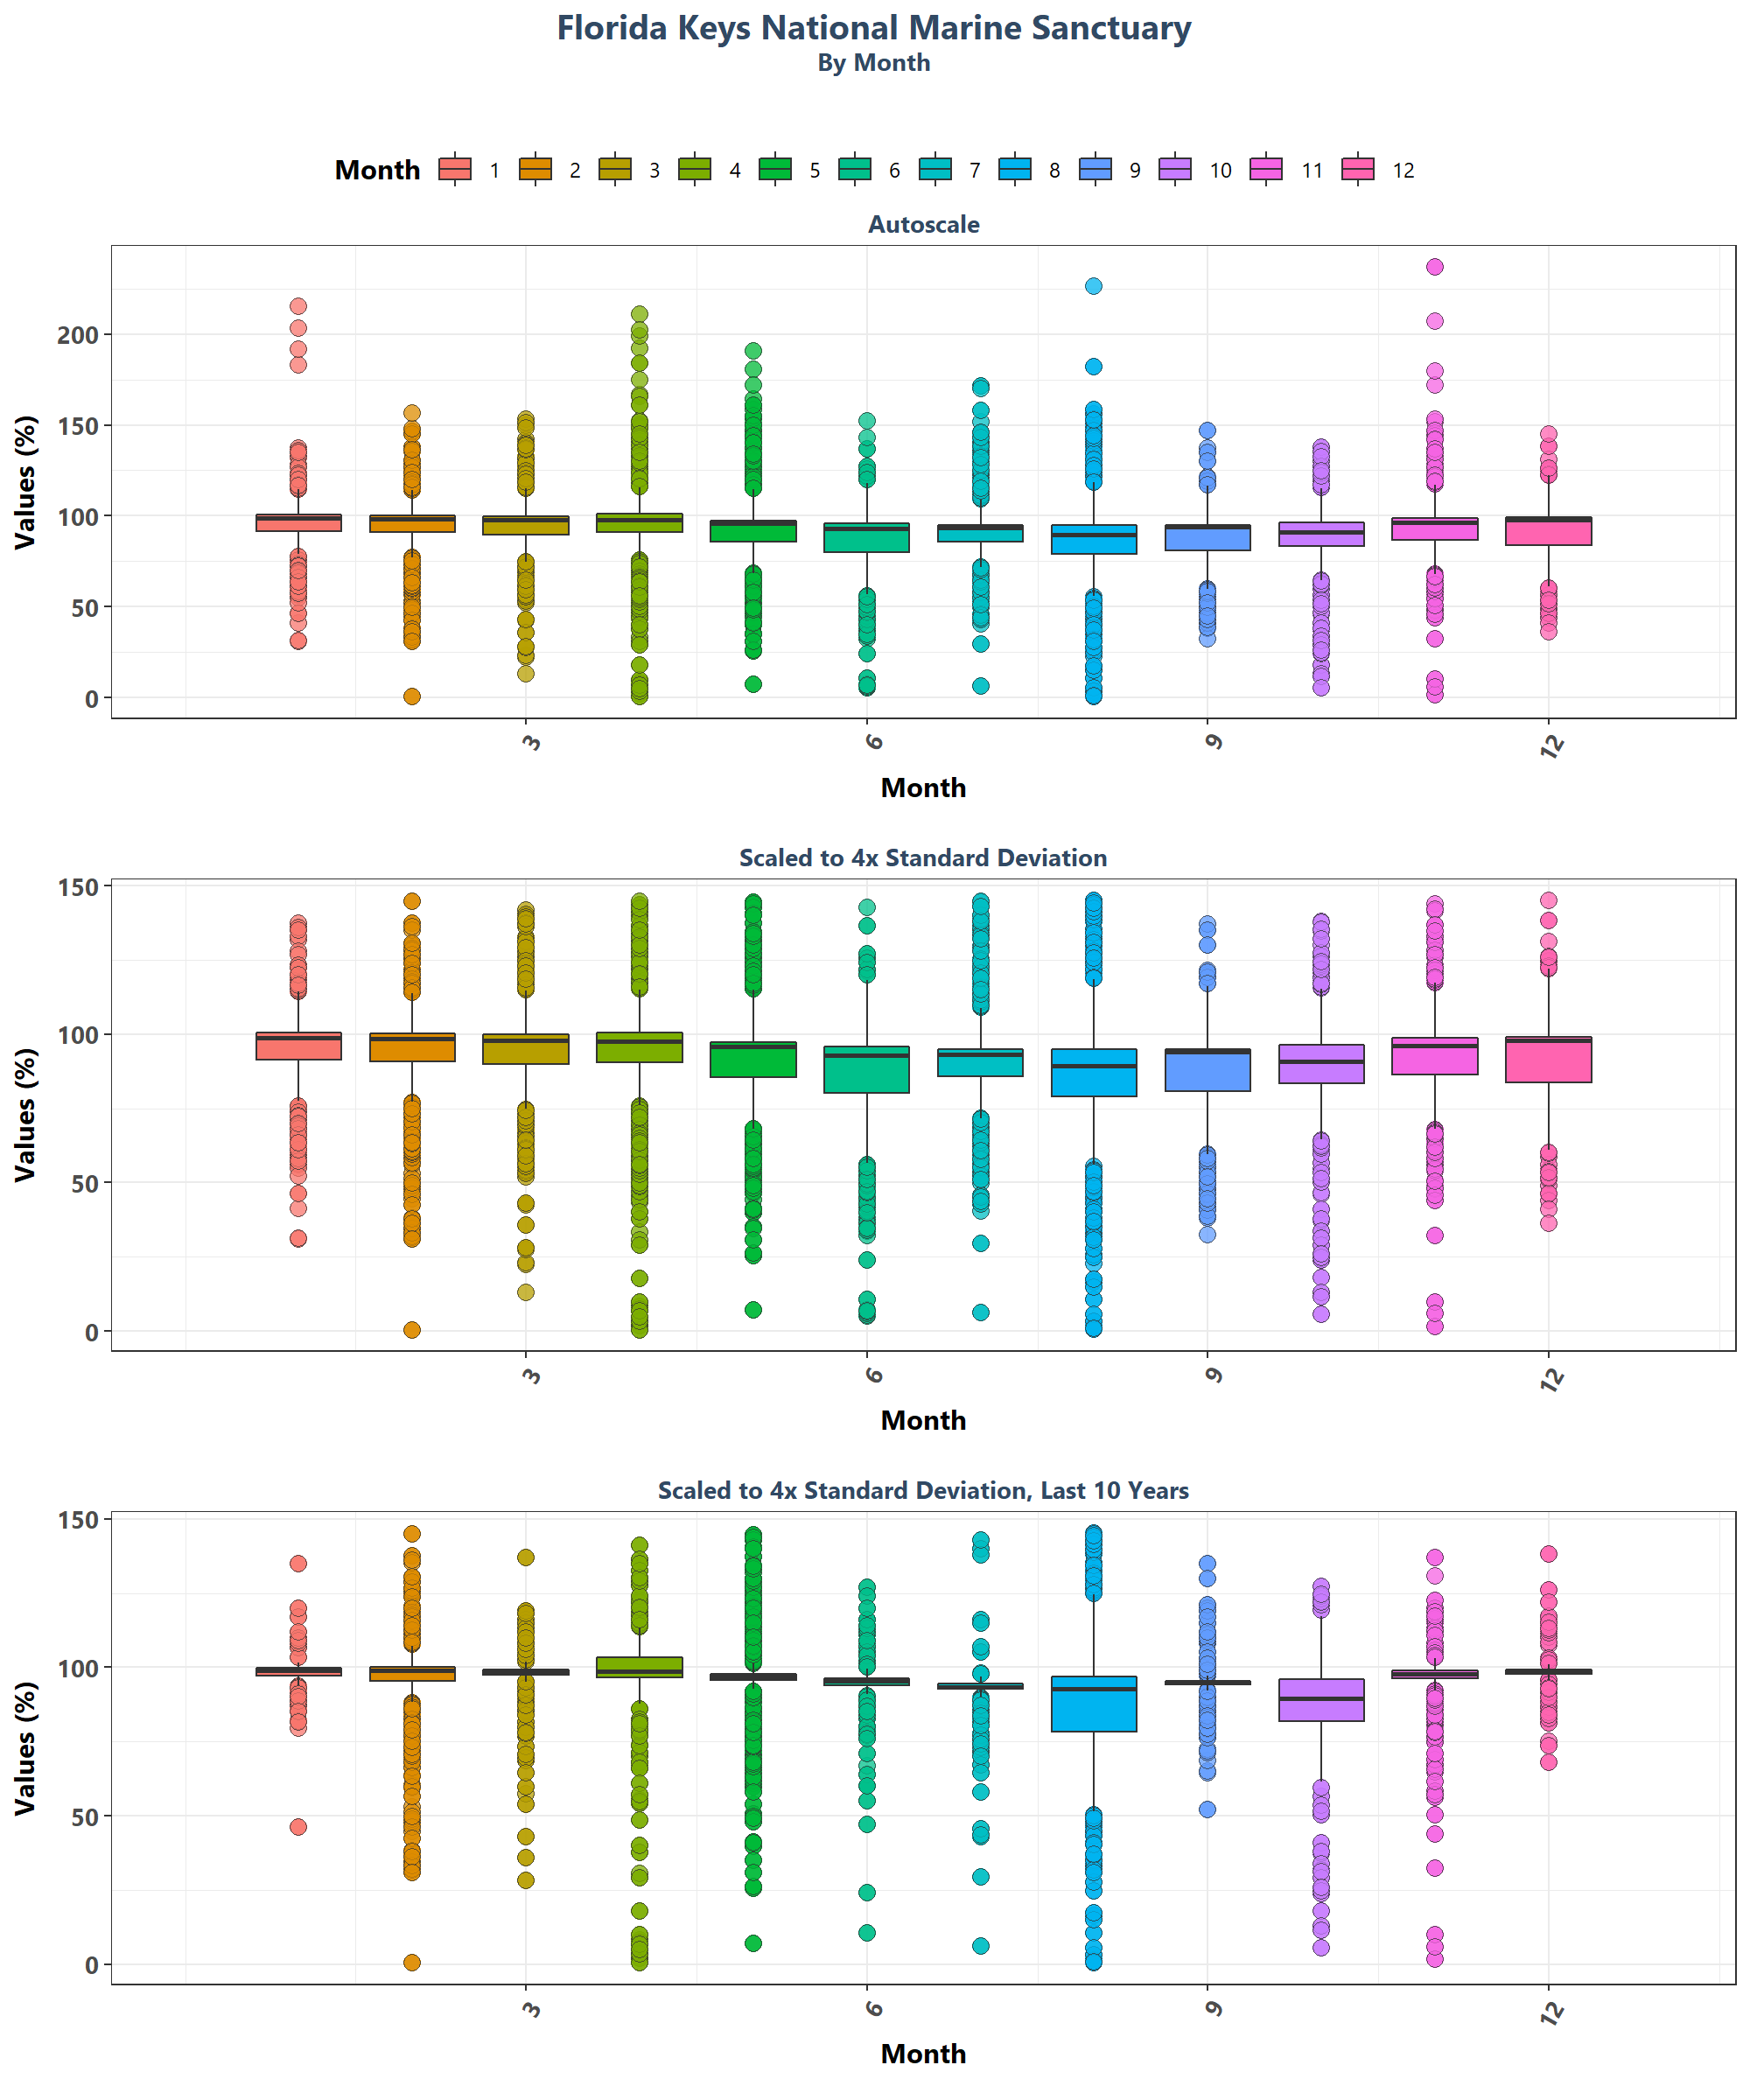 Florida Keys National Marine Sanctuary
By Month
Month 1 2 3 4 5 6 7 8 9 10 11 12
Autoscale
Values (%)
200
150
100
50
0
3 6 9 12
Month
Scaled to 4x Standard Deviation
Values (%)
150
100
50
0
3 6 9 12
Month
Scaled to 4x Standard Deviation, Last 10 Years
Values (%)
150
100
50
0
3 6 9 12
Month